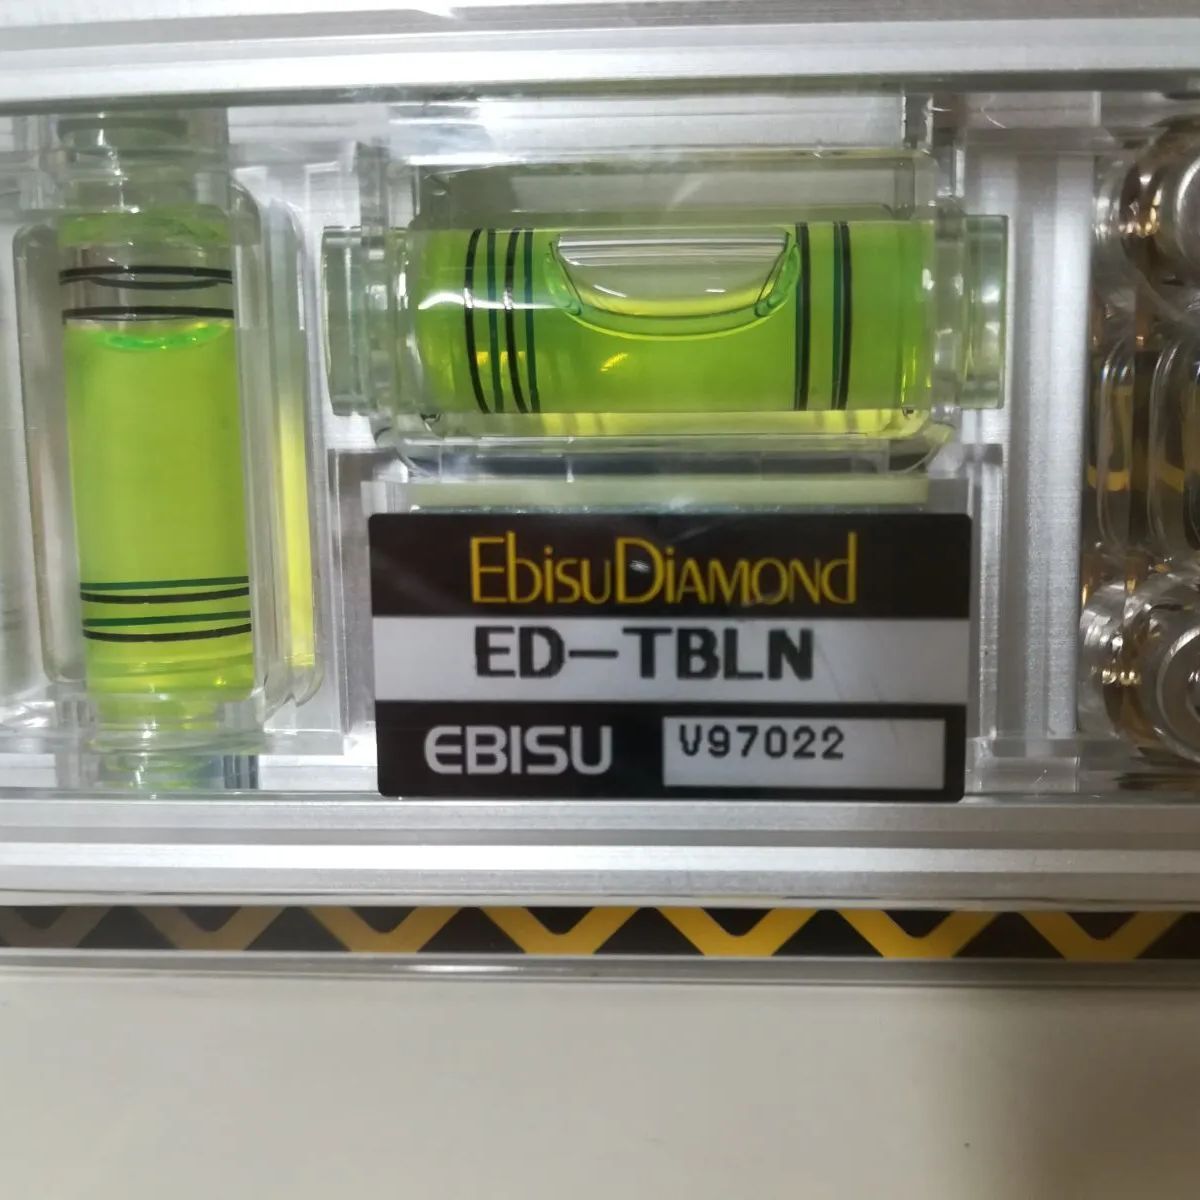 EbisuDiamond
ED-TBLN
EBISU
V97022